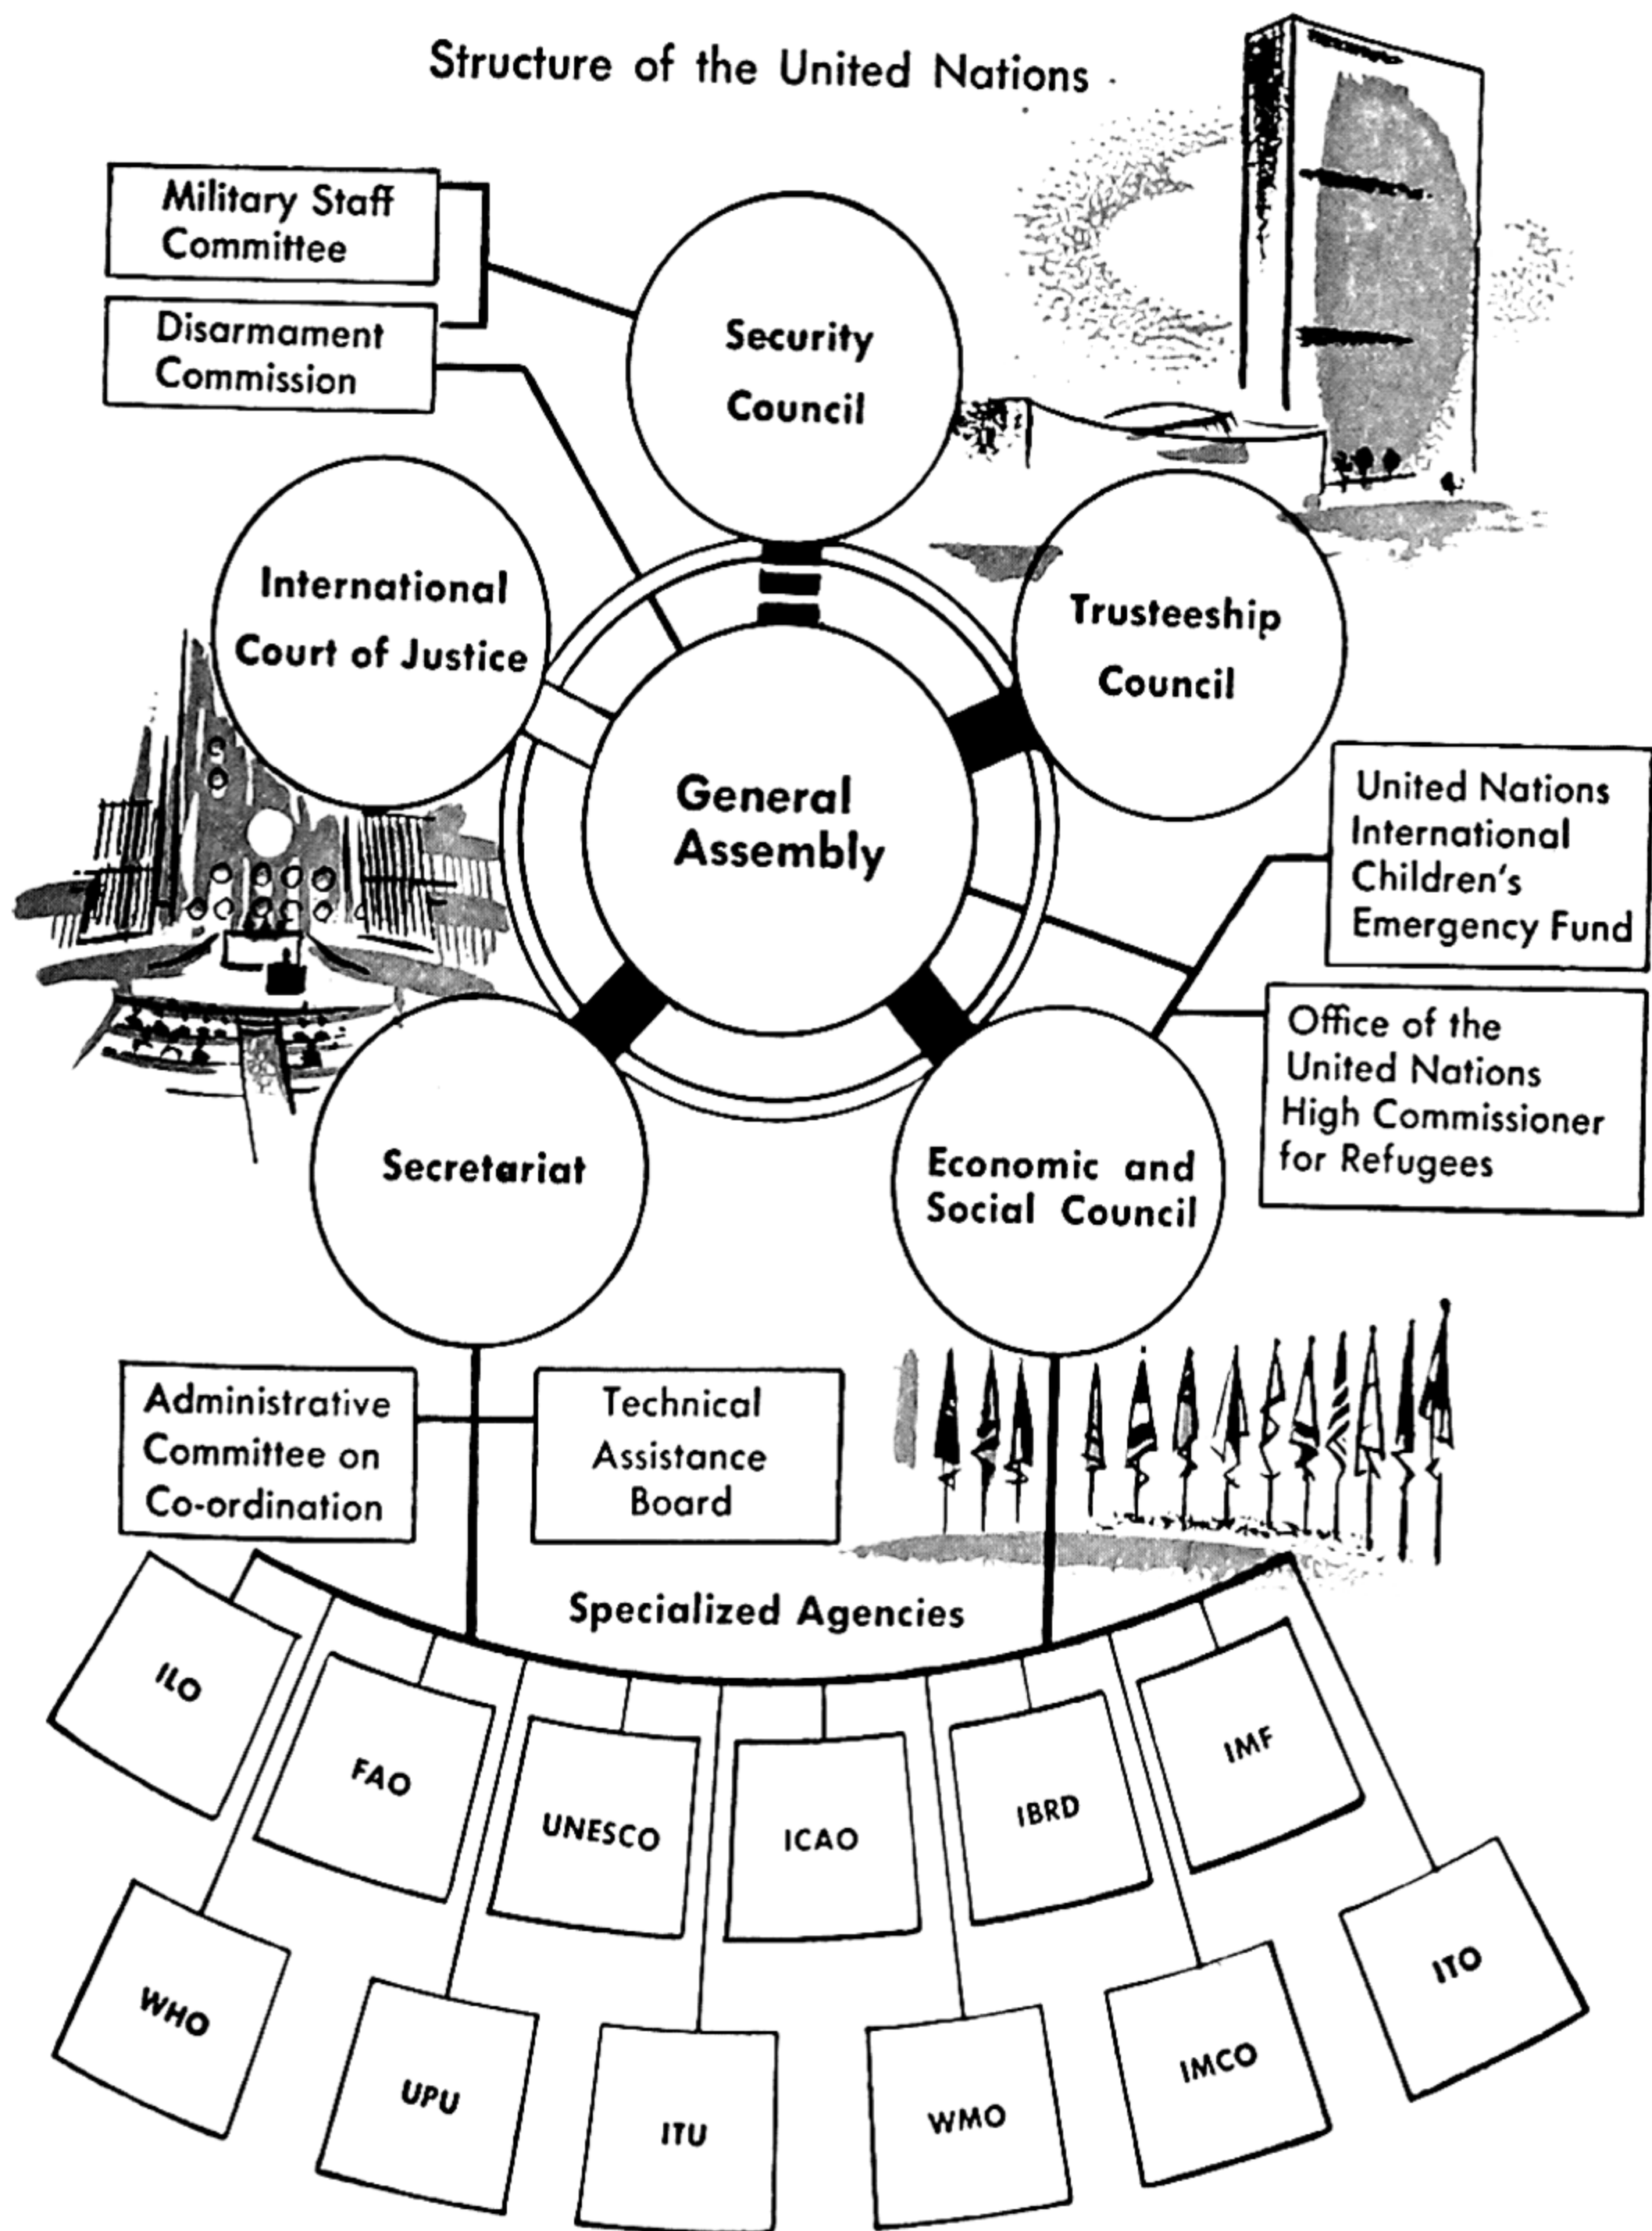 Structure of the United Nations
Military Staff
Committee
Disarmament
Commission
Security
Council
International
Court of Justice
Trusteeship
Council
General
Assembly
United Nations
International
Children's
Emergency Fund
Office of the
United Nations
High Commissioner
for Refugees
Secretariat
Economic and
Social Council
Administrative
Committee on
Co-ordination
Technical
Assistance
Board
Specialized Agencies
ILO
FAO
UNESCO
ICAO
IBRD
IMF
WHO
UPU
ITU
WMO
IMCO
ITO